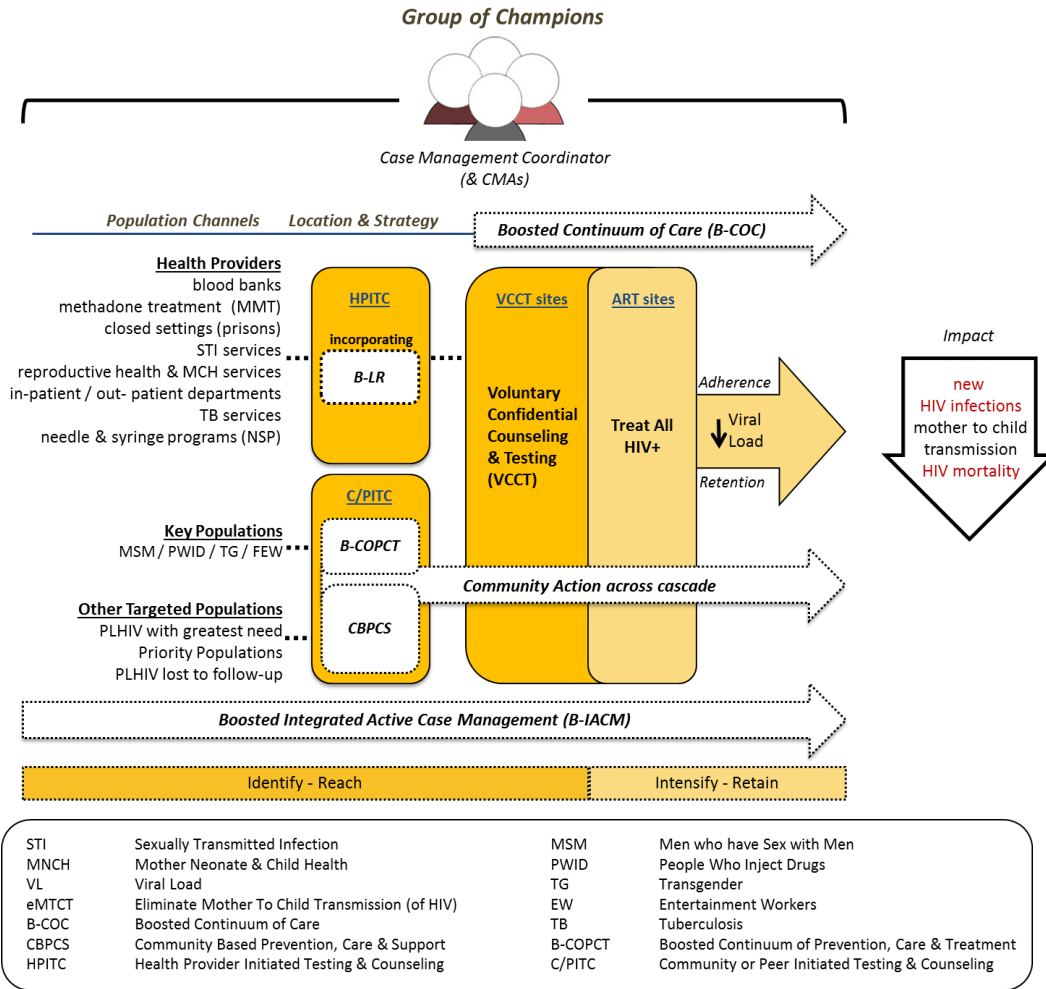 Group of Champions
Case Management Coordinator
(& CMAs)
Population Channels
Location & Strategy
Boosted Continuum of Care (B-COC)
Health Providers
blood banks
methadone treatment (MMT)
closed settings (prisons)
STI services
reproductive health & MCH services
in-patient / out- patient departments
TB services
needle & syringe programs (NSP)
HPITC
incorporating
B-LR
VCCT sites
Voluntary
Confidential
Counseling
& Testing
(VCCT)
ART sites
Treat All
HIV+
Adherence
Viral
Load
Retention
Impact
new
HIV infections
mother to child
transmission
HIV mortality
C/PITC
Key Populations
MSM / PWID / TG / FEW
B-COPCT
Community Action across cascade
Other Targeted Populations
PLHIV with greatest need
Priority Populations
PLHIV lost to follow-up
CBPCS
Boosted Integrated Active Case Management (B-IACM)
Identify - Reach
Intensify - Retain
STI Sexually Transmitted Infection
MNCH Mother Neonate & Child Health
VL Viral Load
eMTCT Eliminate Mother To Child Transmission (of HIV)
B-COC Boosted Continuum of Care
CBPCS Community Based Prevention, Care & Support
HPITC Health Provider Initiated Testing & Counseling
MSM Men who have Sex with Men
PWID People Who Inject Drugs
TG Transgender
EW Entertainment Workers
TB Tuberculosis
B-COPCT Boosted Continuum of Prevention, Care & Treatment
C/PITC Community or Peer Initiated Testing & Counseling